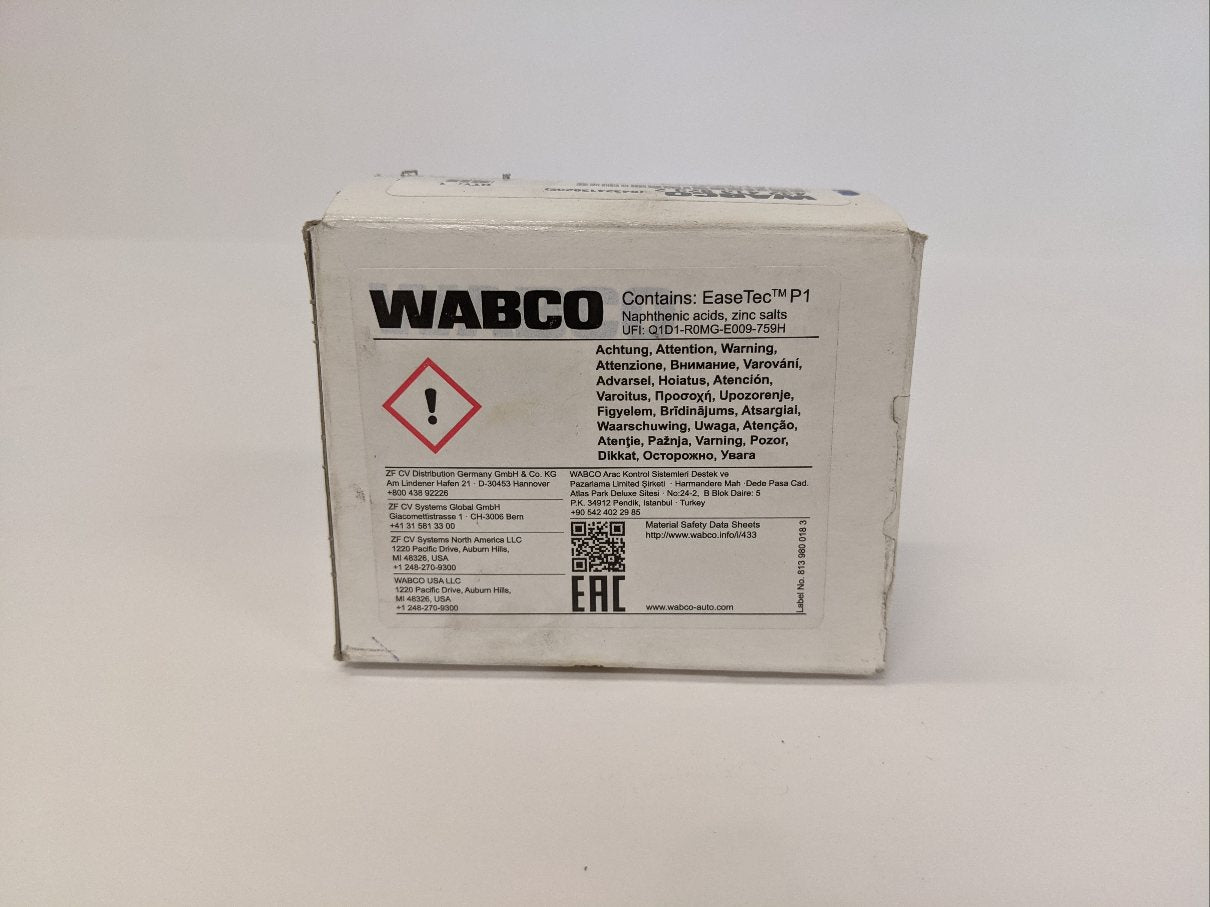 WABCO
WABCO
Contains: EaseTec™ P1
Naphthenic acids, zinc salts
UFI: Q1D1-R0MG-E009-759H
Achtung, Attention, Warning,
Attenzione, Внимание, Varování,
Advarsel, Hoiatus, Atención,
Varoitus, Προσοχή, Upozorenje,
Figyelem, Brīdinājums, Atsargiai,
Waarschuwing, Uwaga, Atenção,
Atenţie, Pažnja, Varning, Pozor,
Dikkat, Осторожно, Увага
ZF CV Distribution Germany GmbH & Co. KG
Am Lindener Hafen 21 · D-30453 Hannover
+800 438 92226
ZF CV Systems Global GmbH
Giacomettistrasse 1 · CH-3006 Bern
+41 31 581 33 00
ZF CV Systems North America LLC
1220 Pacific Drive, Auburn Hills,
MI 48326, USA
+1 248-270-9300
WABCO USA LLC
1220 Pacific Drive, Auburn Hills,
MI 48326, USA
+1 248-270-9300
WABCO Arac Kontrol Sistemleri Destek ve
Pazarlama Limited Şirketi · Harmandere Mah ·Dede Pasa Cad.
Atlas Park Deluxe Sitesi · No:24-2, B Blok Daire: 5
P.K. 34912 Pendik, Istanbul · Turkey
+90 542 402 29 85
Material Safety Data Sheets
http://www.wabco.info/i/433
EAC
www.wabco-auto.com
Label No. 813 980 018 3